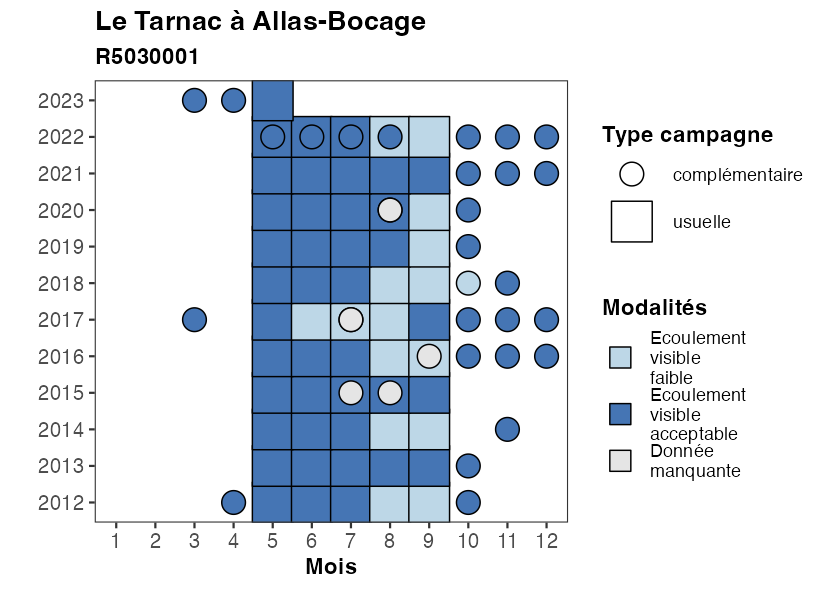 Le Tarnac à Allas-Bocage
R5030001
2023
2022
2021
2020
2019
2018
2017
2016
2015
2014
2013
2012
1 2 3 4 5 6 7 8 9 10 11 12
Mois
Type campagne
complémentaire
usuelle
Modalités
Ecoulement
visible
faible
Ecoulement
visible
acceptable
Donnée
manquante